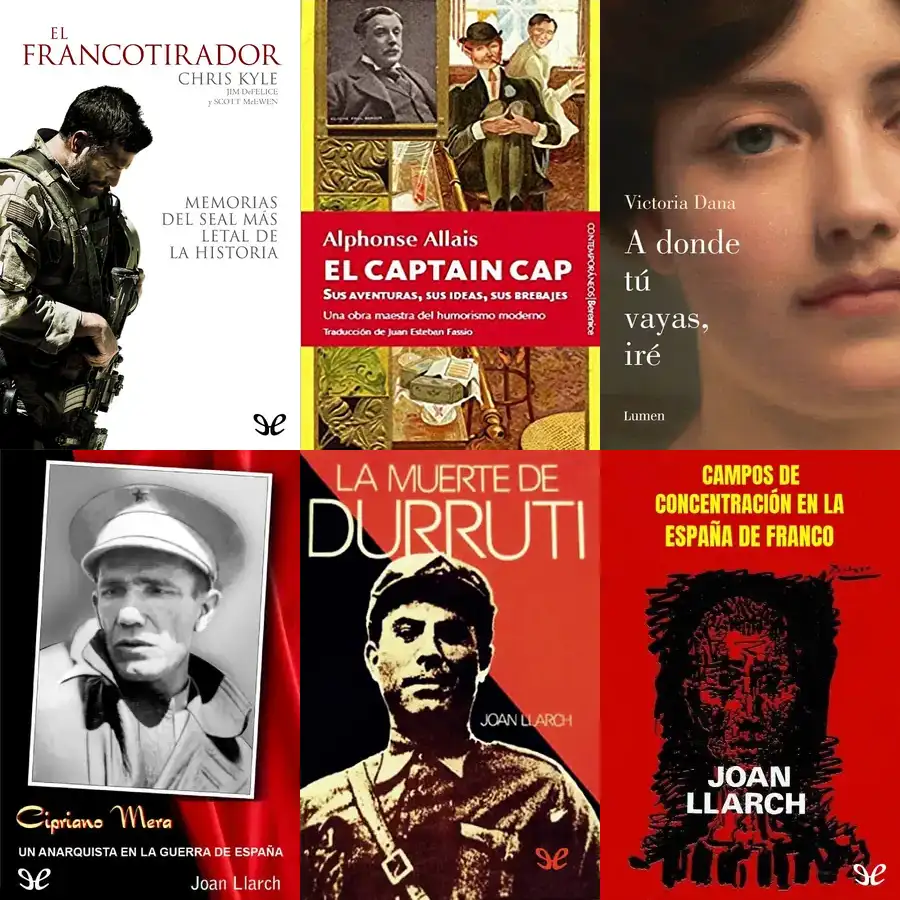 EL
FRANCOTIRADOR
CHRIS KYLE
JIM DeFELICE
y SCOTT McEWEN
MEMORIAS
DEL SEAL MÁS
LETAL DE
LA HISTORIA
Alphonse Allais
EL CAPTAIN CAP
SUS AVENTURAS, SUS IDEAS, SUS BREBAJES
Una obra maestra del humorismo moderno
Traducción de Juan Esteban Fassio
CONTEMPORÁNEOS|Berenice
Victoria Dana
A donde
tú
vayas,
iré
Lumen
Cipriano Mera
UN ANARQUISTA EN LA GUERRA DE ESPAÑA
Joan Llarch
LA MUERTE DE
DURRUTI
JOAN LLARCH
CAMPOS DE
CONCENTRACIÓN EN LA
ESPAÑA DE FRANCO
JOAN
LLARCH